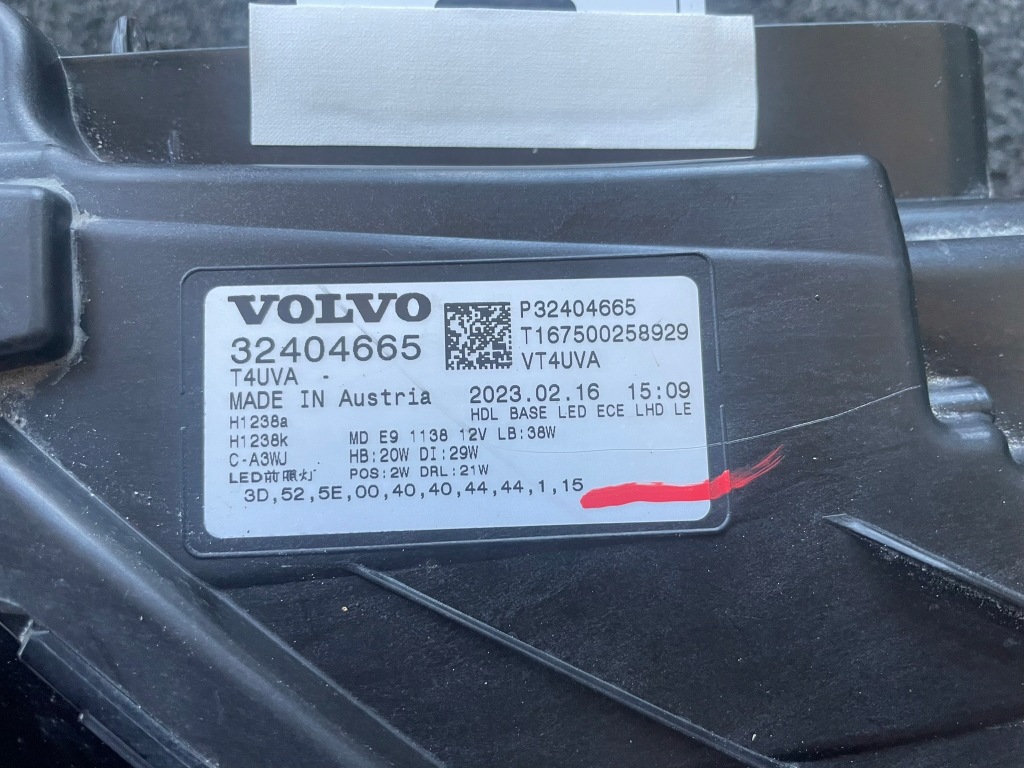 VOLVO
32404665
T4UVA -
MADE IN Austria
P32404665
T167500258929
VT4UVA
2023.02.16 15:09
HDL BASE LED ECE LHD LE
H1238a
H1238k
C-A3WJ
LED前照灯
MD E9 1138 12V LB:38W
HB:20W DI:29W
POS:2W DRL:21W
3D,52,5E,00,40,40,44,44,1,15